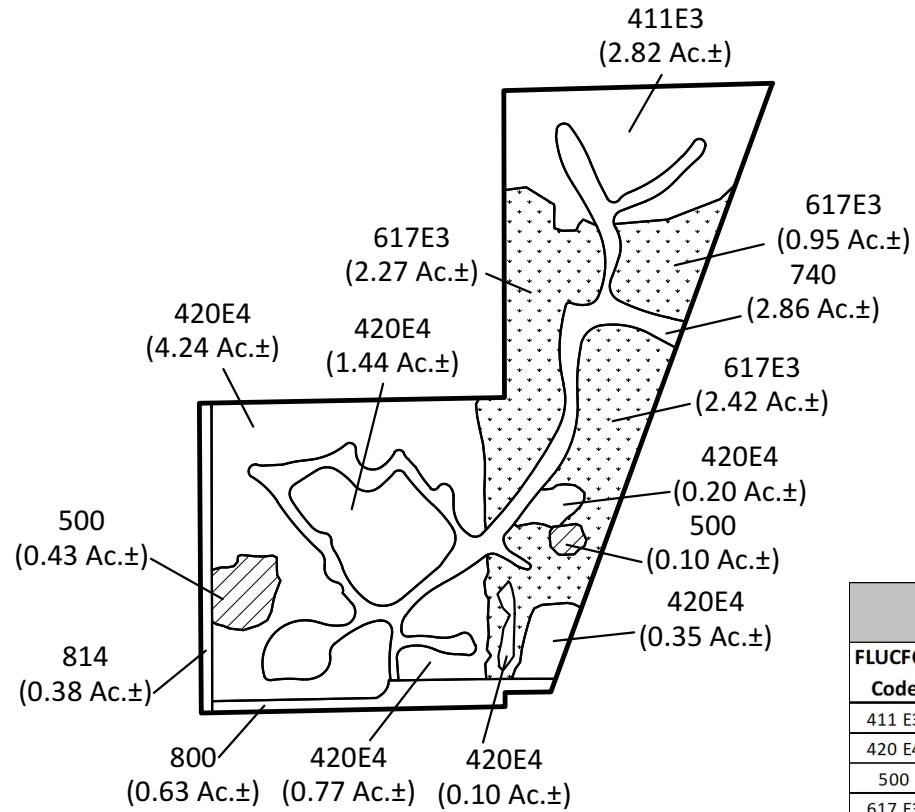 411E3
(2.82 Ac.±)
617E3
(0.95 Ac.±)
617E3
(2.27 Ac.±)
740
(2.86 Ac.±)
420E4
(4.24 Ac.±)
420E4
(1.44 Ac.±)
617E3
(2.42 Ac.±)
420E4
(0.20 Ac.±)
500
(0.43 Ac.±)
500
(0.10 Ac.±)
420E4
(0.35 Ac.±)
814
(0.38 Ac.±)
800
(0.63 Ac.±)
420E4
(0.77 Ac.±)
420E4
(0.10 Ac.±)
Code
411 E3
420 E4
500
617 E3